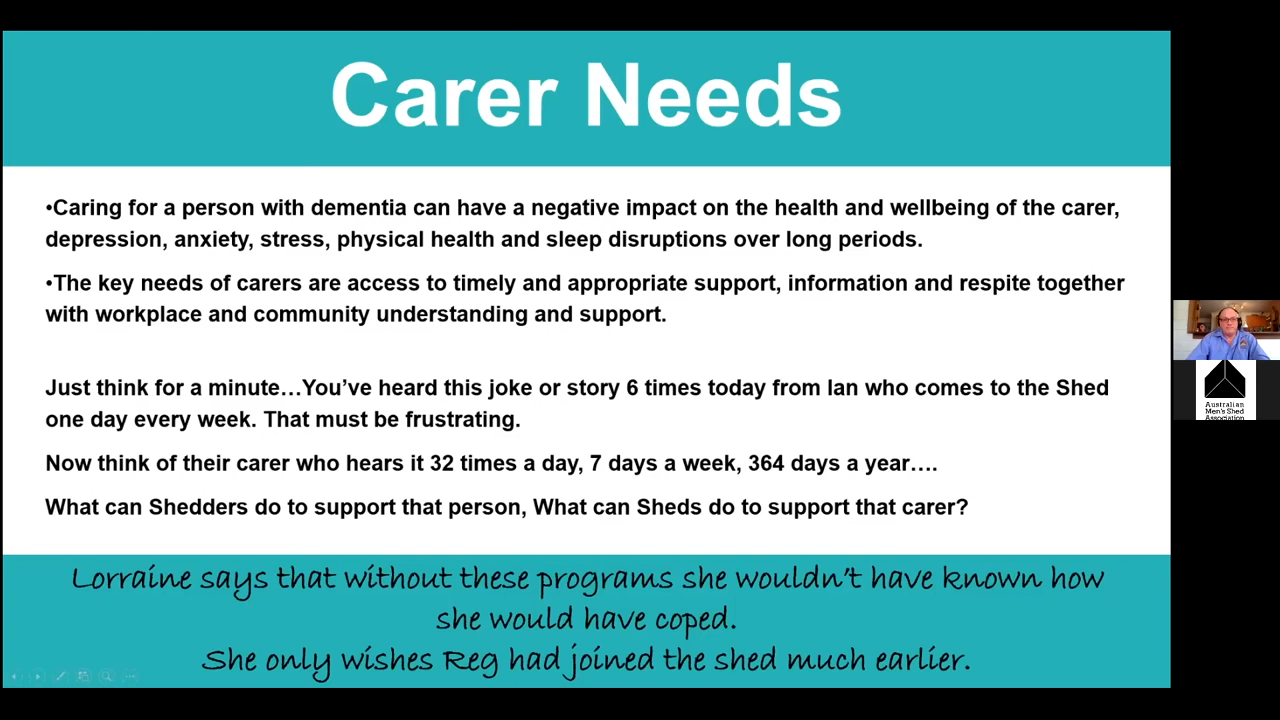 Carer Needs
•Caring for a person with dementia can have a negative impact on the health and wellbeing of the carer,
depression, anxiety, stress, physical health and sleep disruptions over long periods.
•The key needs of carers are access to timely and appropriate support, information and respite together
with workplace and community understanding and support.
Just think for a minute…You’ve heard this joke or story 6 times today from Ian who comes to the Shed
one day every week. That must be frustrating.
Now think of their carer who hears it 32 times a day, 7 days a week, 364 days a year….
What can Shedders do to support that person, What can Sheds do to support that carer?
Lorraine says that without these programs she wouldn’t have known how
she would have coped.
She only wishes Reg had joined the shed much earlier.
Australian
Men's Shed
Association